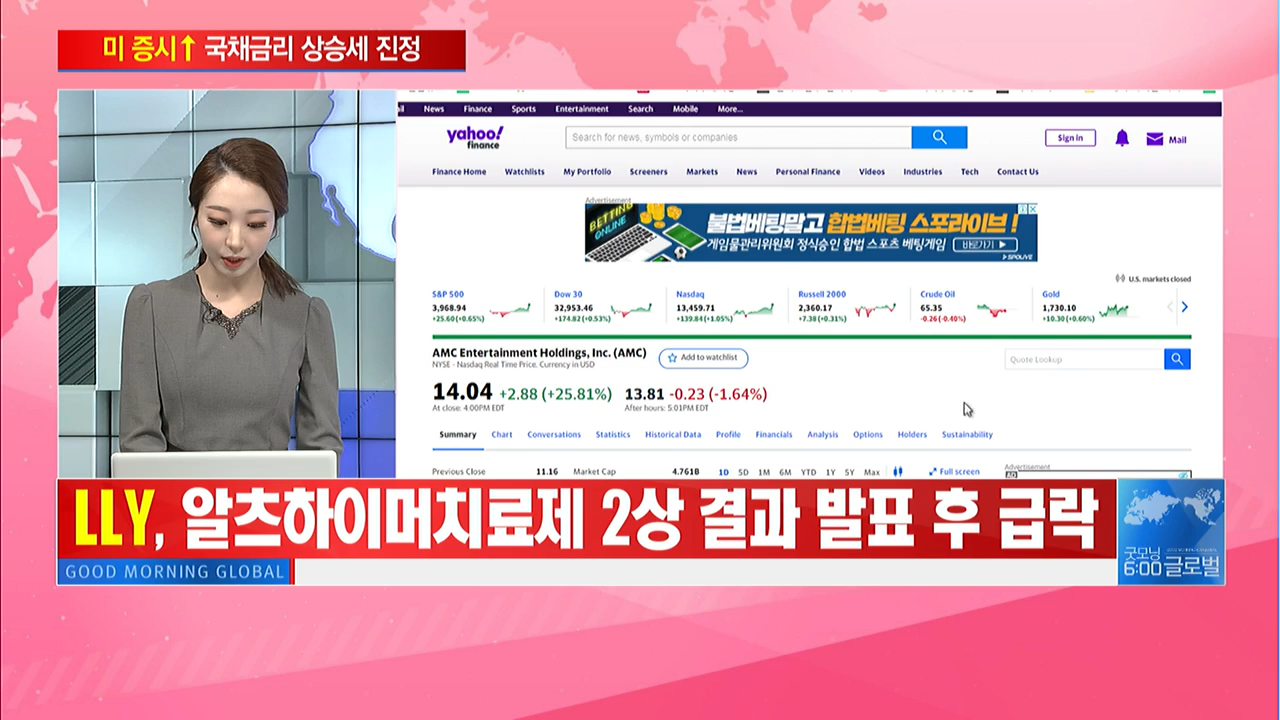 미 증시↑ 국채금리 상승세 진정
News Finance Sports Entertainment Search Mobile More...
yahoo!
finance
Search for news, symbols or companies
Sign in
Mail
Finance Home Watchlists My Portfolio Screeners Markets News Personal Finance Videos Industries Tech Contact Us
Advertisement
BETTING
ONLINE
불법베팅말고 합법베팅 스포라이브 !
게임물관리위원회 정식승인 합법 스포츠 베팅게임 바로가기 ▶
SPOLIVE
U.S. markets closed
S&P 500 Dow 30 Nasdaq Russell 2000 Crude Oil Gold
3,968.94 32,953.46 13,459.71 2,360.17 65.35 1,730.10
+25.60 (+0.65%) +174.82 (+0.53%) +139.84 (+1.05%) +7.38 (+0.31%) -0.26 (-0.40%) +10.30 (+0.60%)
AMC Entertainment Holdings, Inc. (AMC)
Add to watchlist
Quote Lookup
NYSE - Nasdaq Real Time Price. Currency in USD
14.04 +2.88 (+25.81%) 13.81 -0.23 (-1.64%)
At close: 4:00PM EDT After hours: 5:01PM EDT
Summary Chart Conversations Statistics Historical Data Profile Financials Analysis Options Holders Sustainability
Previous Close 11.16 Market Cap 4.761B 1D 5D 1M 6M YTD 1Y 5Y Max Full screen
Advertisement
LLY, 알츠하이머치료제 2상 결과 발표 후 급락
GOOD MORNING GLOBAL
굿모닝
6:00 글로벌